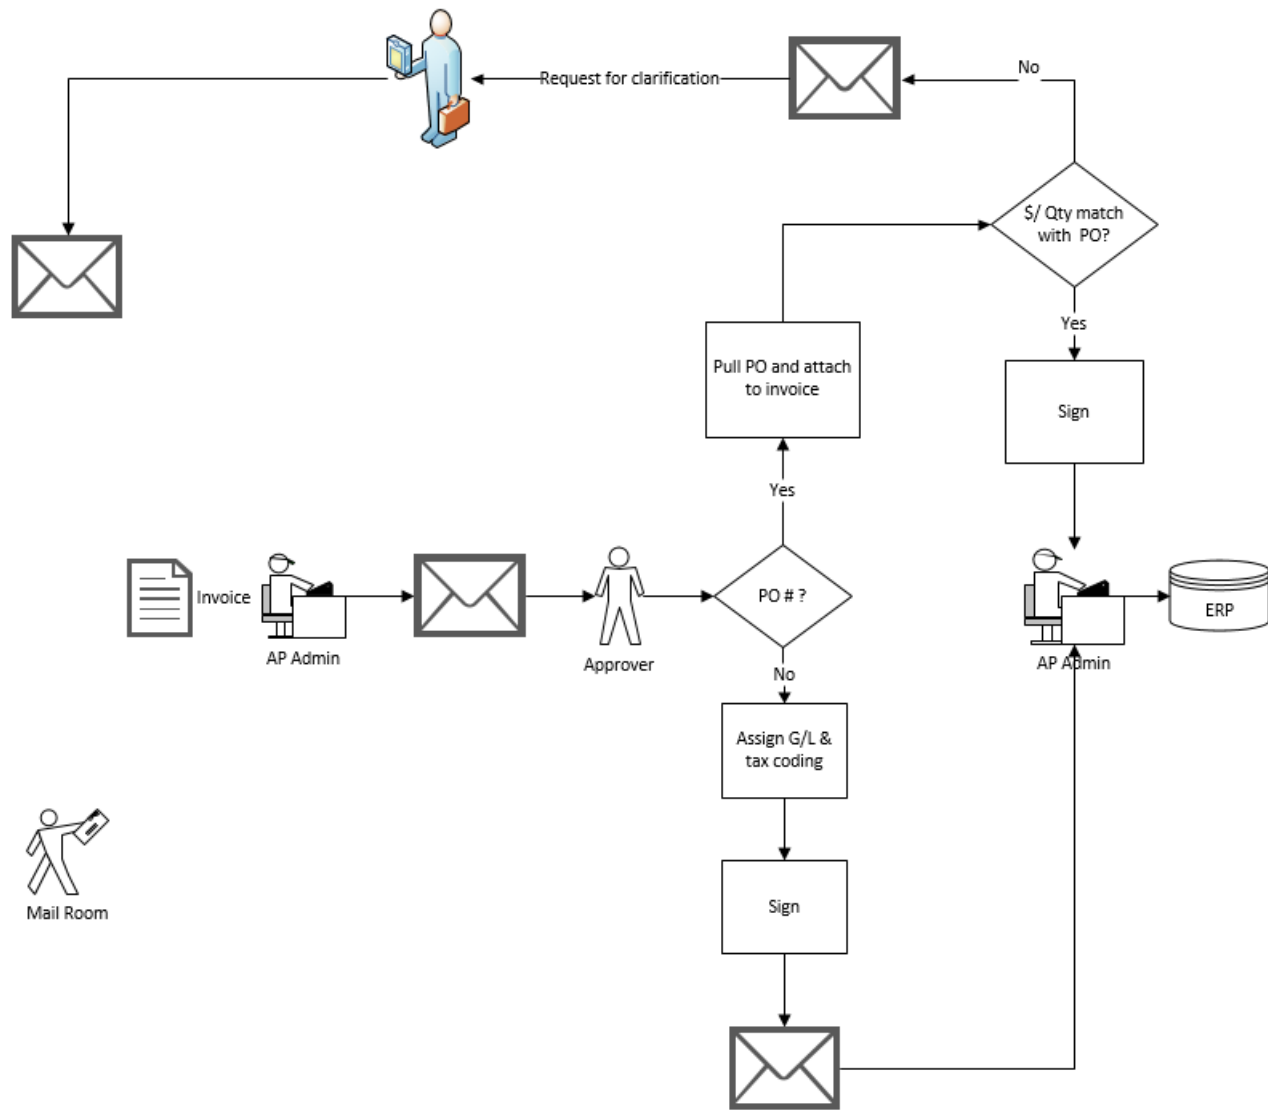 Request for clarification
No
$/ Qty match
with PO?
Yes
Pull PO and attach
to invoice
Sign
Yes
Invoice
AP Admin
Approver
PO # ?
AP Admin
ERP
No
Assign G/L &
tax coding
Sign
Mail Room